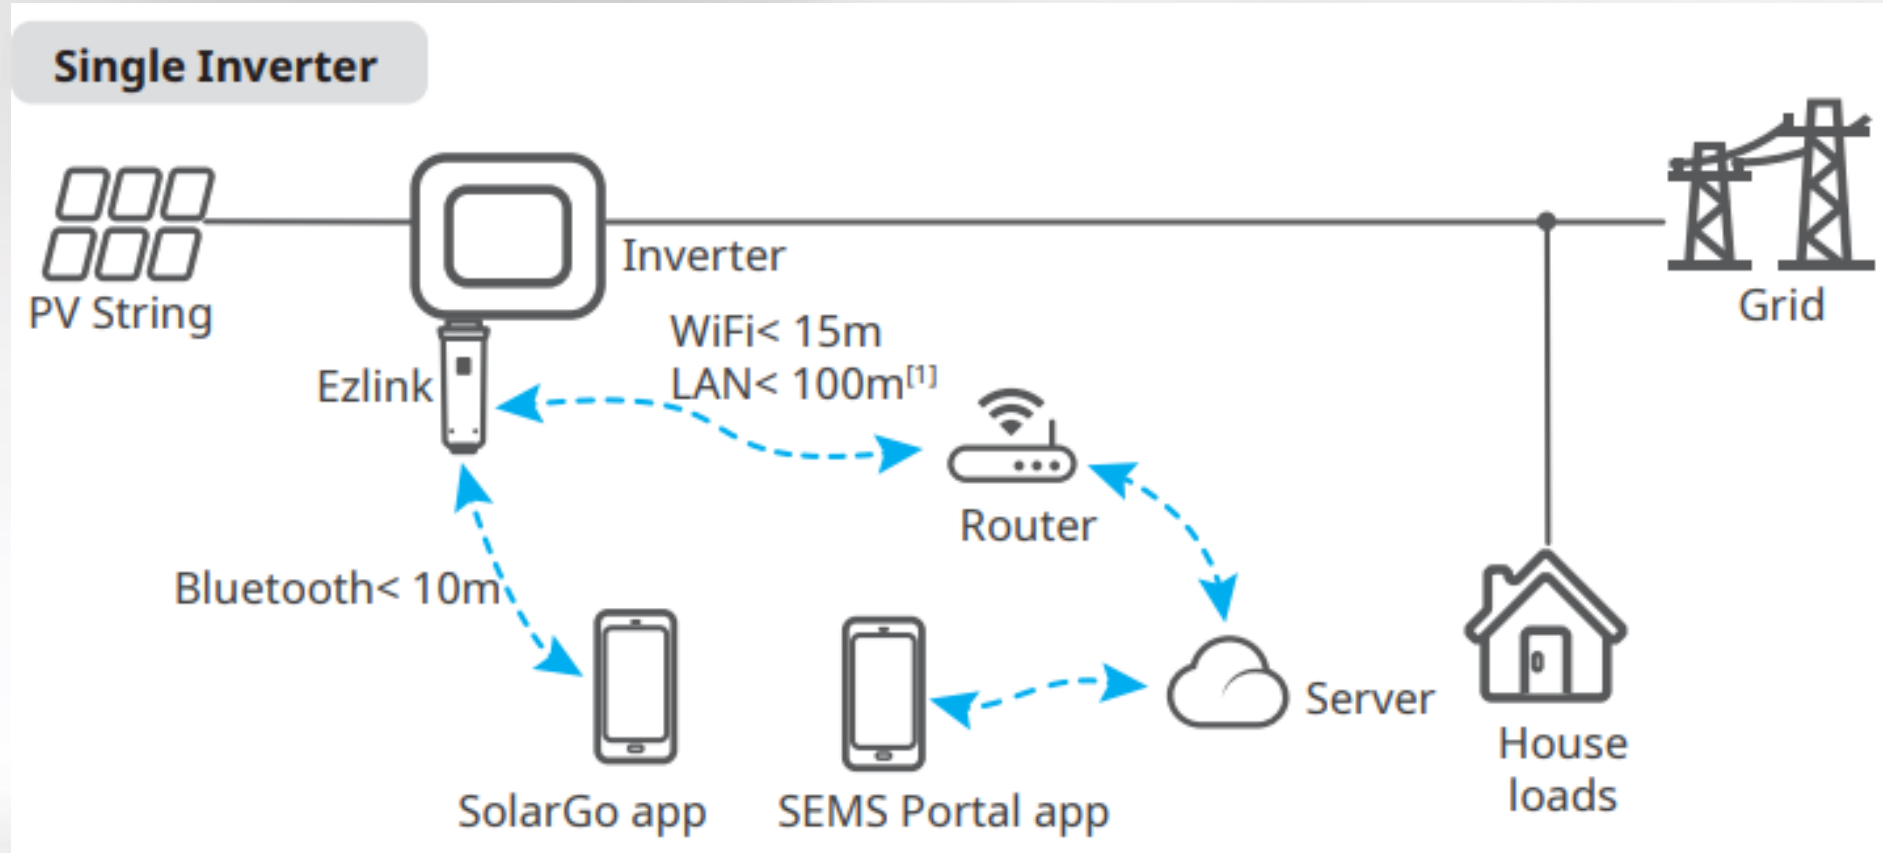 Single Inverter
PV String
Inverter
Grid
WiFi< 15m
LAN< 100m[1]
Ezlink
Router
Bluetooth< 10m
Server
House
loads
SolarGo app
SEMS Portal app